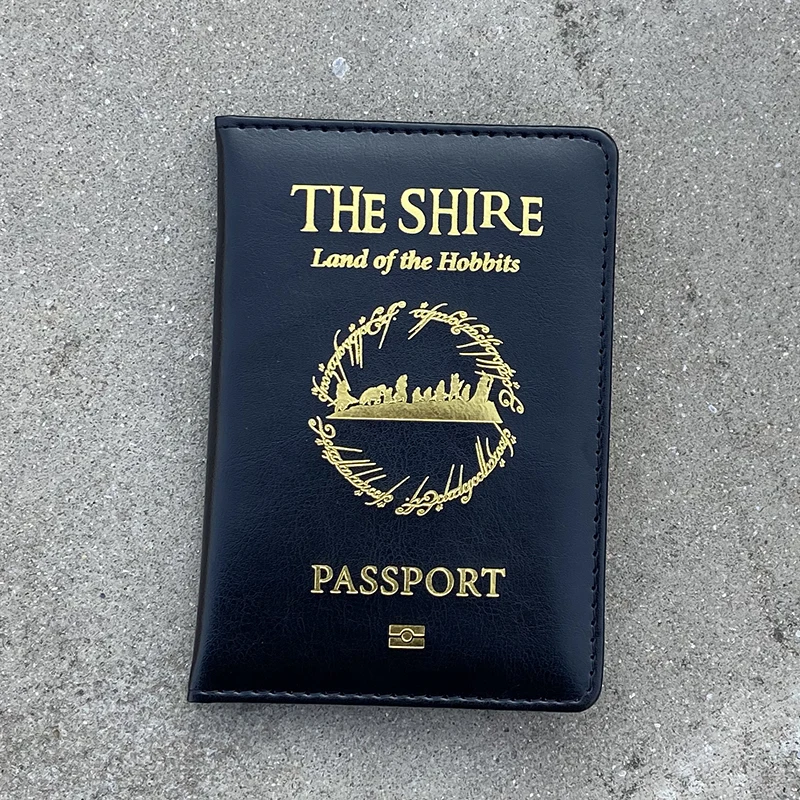 THE SHIRE
Land of the Hobbits
PASSPORT